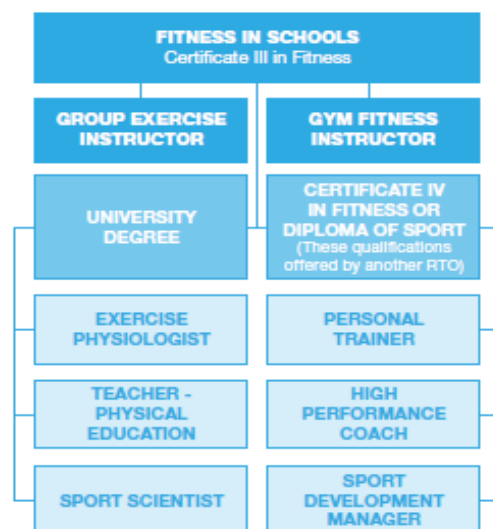 FITNESS IN SCHOOLS
Certificate III in Fitness
GROUP EXERCISE
INSTRUCTOR
GYM FITNESS
INSTRUCTOR
UNIVERSITY
DEGREE
CERTIFICATE IV
IN FITNESS OR
DIPLOMA OF SPORT
(These qualifications
offered by another RTO)
EXERCISE
PHYSIOLOGIST
PERSONAL
TRAINER
TEACHER -
PHYSICAL
EDUCATION
HIGH
PERFORMANCE
COACH
SPORT SCIENTIST
SPORT
DEVELOPMENT
MANAGER